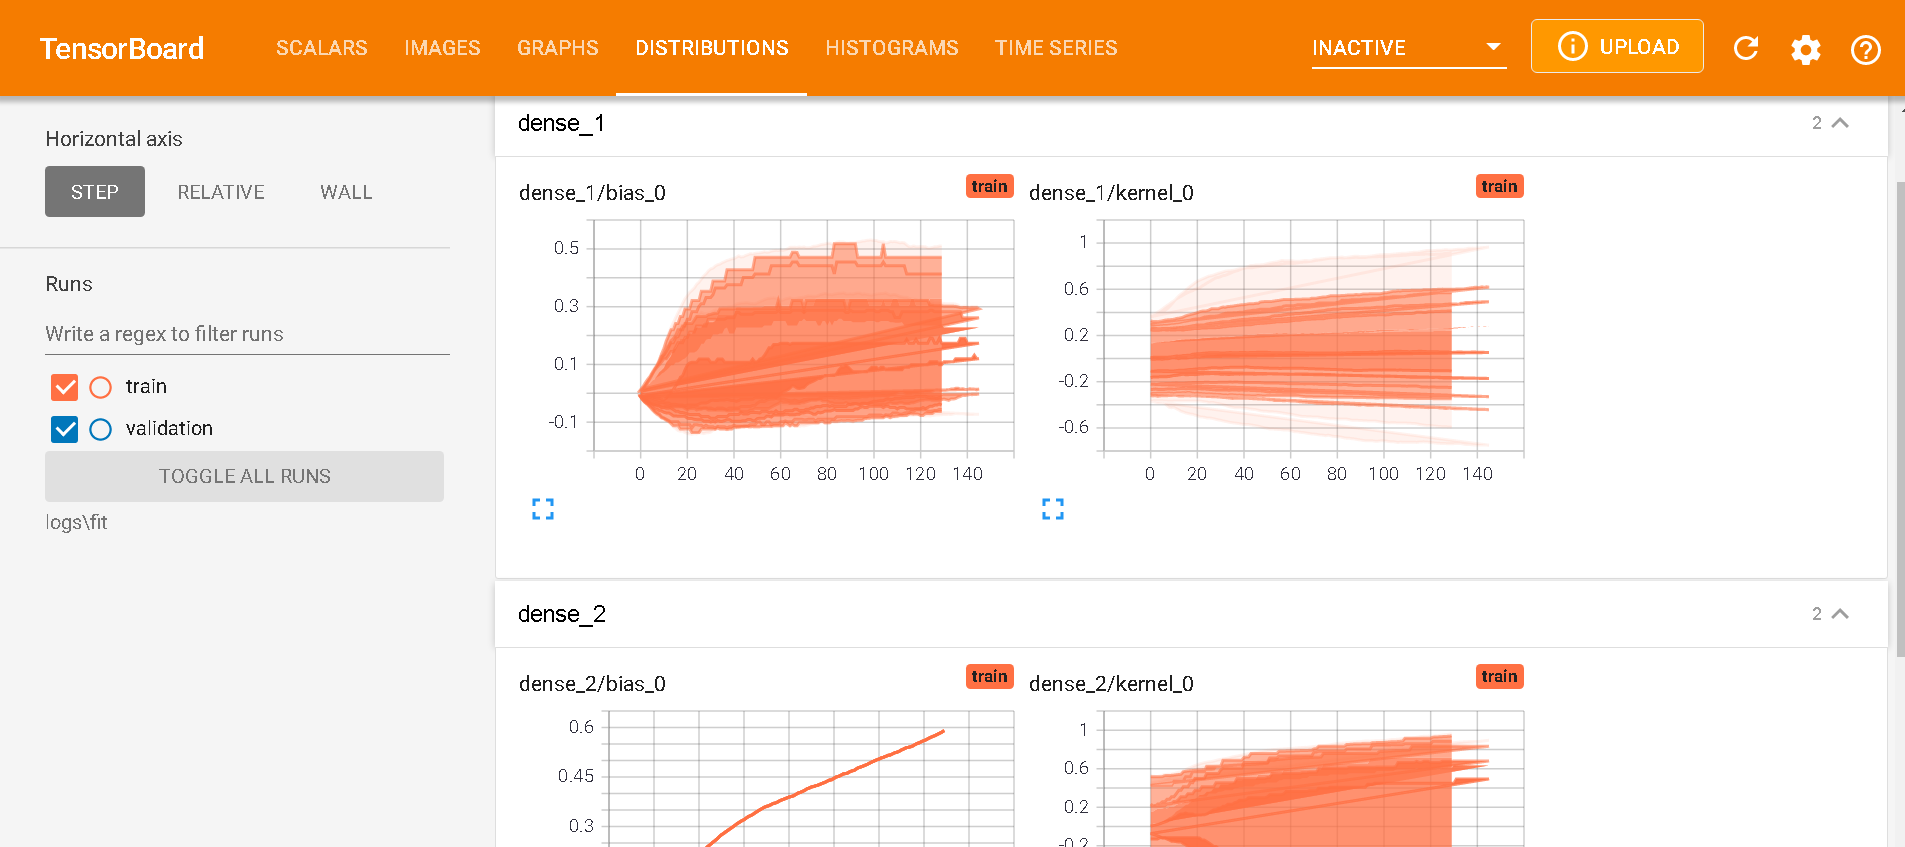 TensorBoard
SCALARS IMAGES GRAPHS DISTRIBUTIONS HISTOGRAMS TIME SERIES
INACTIVE
UPLOAD
Horizontal axis
STEP RELATIVE WALL
Runs
Write a regex to filter runs
train
validation
TOGGLE ALL RUNS
logs\fit
dense_1
2
dense_1/bias_0
train
0.5
0.3
0.1
-0.1
0 20 40 60 80 100 120 140
dense_1/kernel_0
train
1
0.6
0.2
-0.2
-0.6
0 20 40 60 80 100 120 140
dense_2
2
dense_2/bias_0
train
0.6
0.45
0.3
dense_2/kernel_0
train
1
0.6
0.2
-0.2